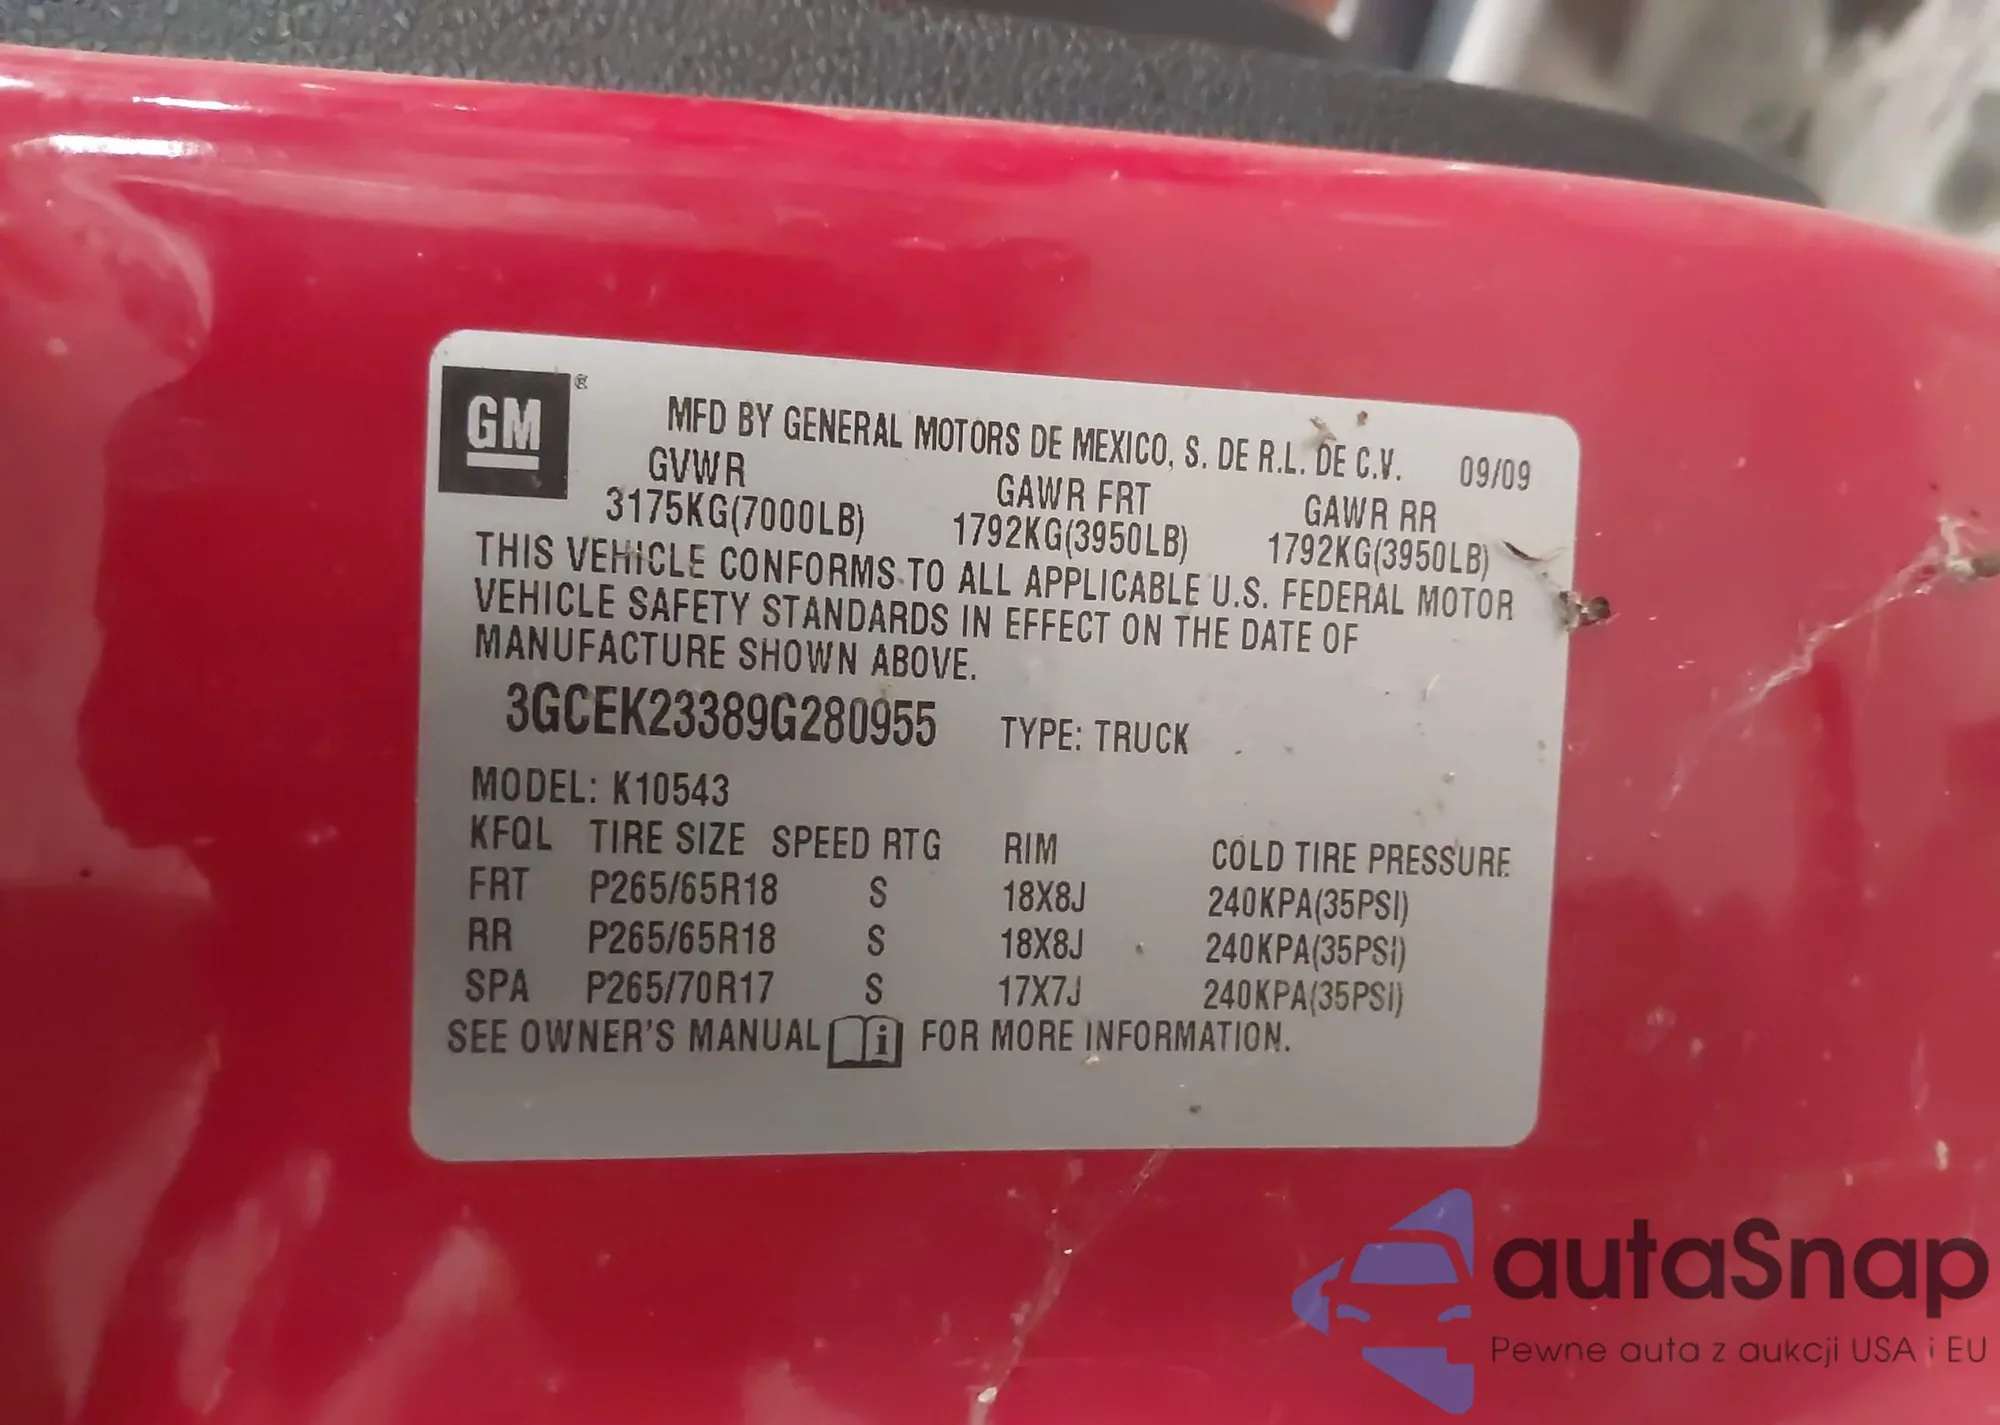 GM ®
MFD BY GENERAL MOTORS DE MEXICO, S. DE R.L. DE C.V. 09/09
GVWR GAWR FRT GAWR RR
3175KG(7000LB) 1792KG(3950LB) 1792KG(3950LB)
THIS VEHICLE CONFORMS TO ALL APPLICABLE U.S. FEDERAL MOTOR
VEHICLE SAFETY STANDARDS IN EFFECT ON THE DATE OF
MANUFACTURE SHOWN ABOVE.
3GCEK23389G280955 TYPE: TRUCK
MODEL: K10543
KFQL TIRE SIZE SPEED RTG RIM COLD TIRE PRESSURE
FRT P265/65R18 S 18X8J 240KPA(35PSI)
RR P265/65R18 S 18X8J 240KPA(35PSI)
SPA P265/70R17 S 17X7J 240KPA(35PSI)
SEE OWNER'S MANUAL i FOR MORE INFORMATION.
autaSnap
Pewne auta z aukcji USA i EU